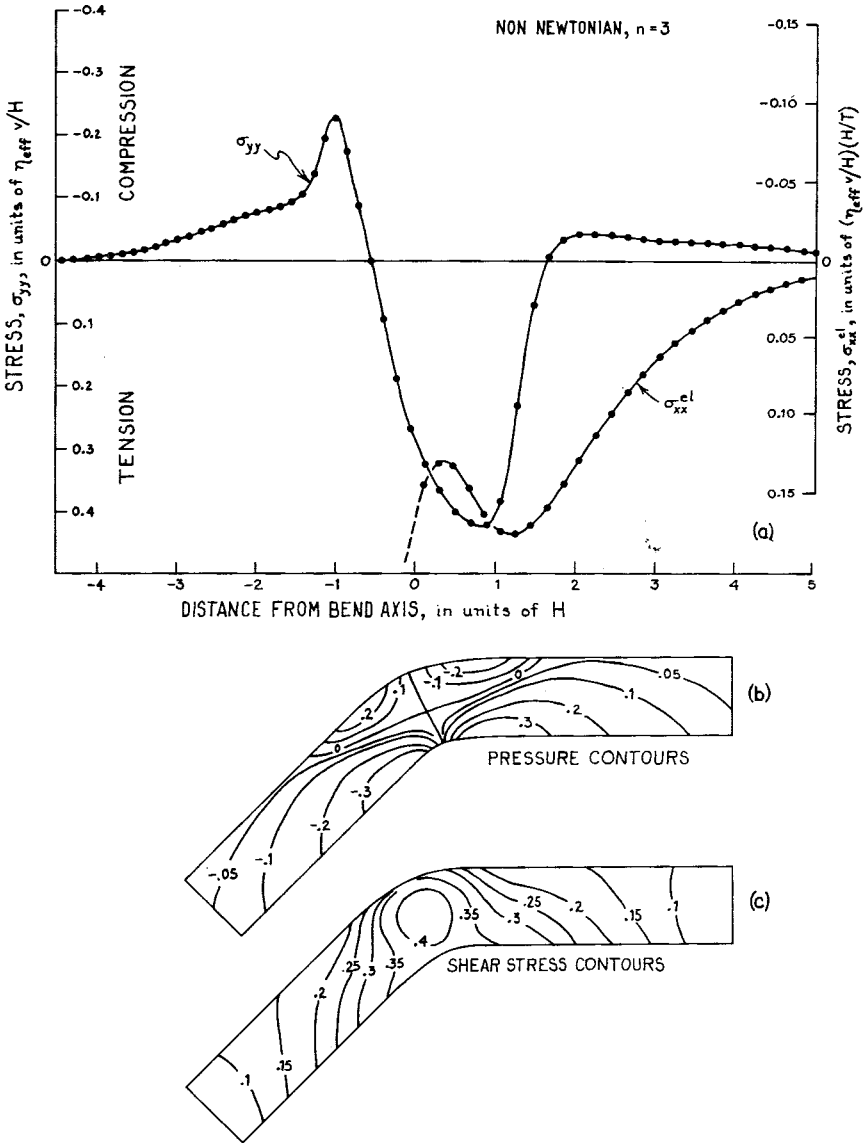 NON NEWTONIAN, n=3
STRESS, σyy, in units of ηeff v/H
COMPRESSION
TENSION
-0.4
-0.3
-0.2
-0.1
0
0.1
0.2
0.3
0.4
-0.15
-0.10
-0.05
0
0.05
0.10
0.15
STRESS, σxx^el, in units of (ηeff v/H)(H/T)
σyy
σxx^el
(a)
-4 -3 -2 -1 0 1 2 3 4 5
DISTANCE FROM BEND AXIS, in units of H
.2 .1 -.1 -.2 0 .05
.1
.2
.3
0
-.3
-.2
-.1
-.05
(b)
PRESSURE CONTOURS
(c)
.35 .3 .25 .2 .15 .1
.4
.35
.3
.25
.2
.15
.1
SHEAR STRESS CONTOURS